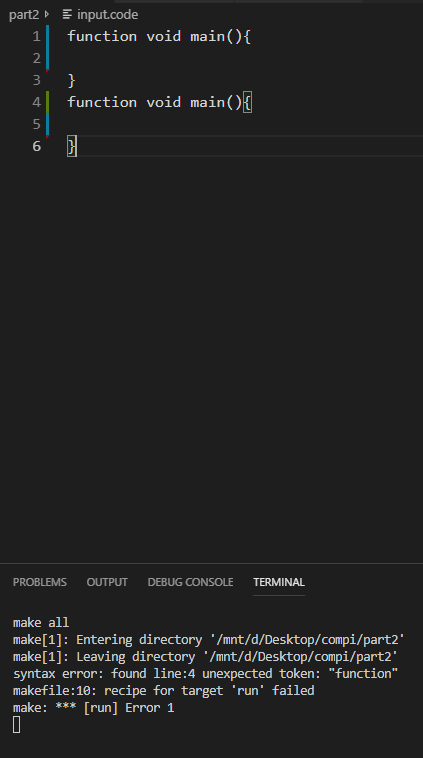 part2 input.code
1 function void main(){
2
3 }
4 function void main(){
5
6 }
PROBLEMS OUTPUT DEBUG CONSOLE TERMINAL
make all
make[1]: Entering directory '/mnt/d/Desktop/compi/part2'
make[1]: Leaving directory '/mnt/d/Desktop/compi/part2'
syntax error: found line:4 unexpected token: "function"
makefile:10: recipe for target 'run' failed
make: *** [run] Error 1